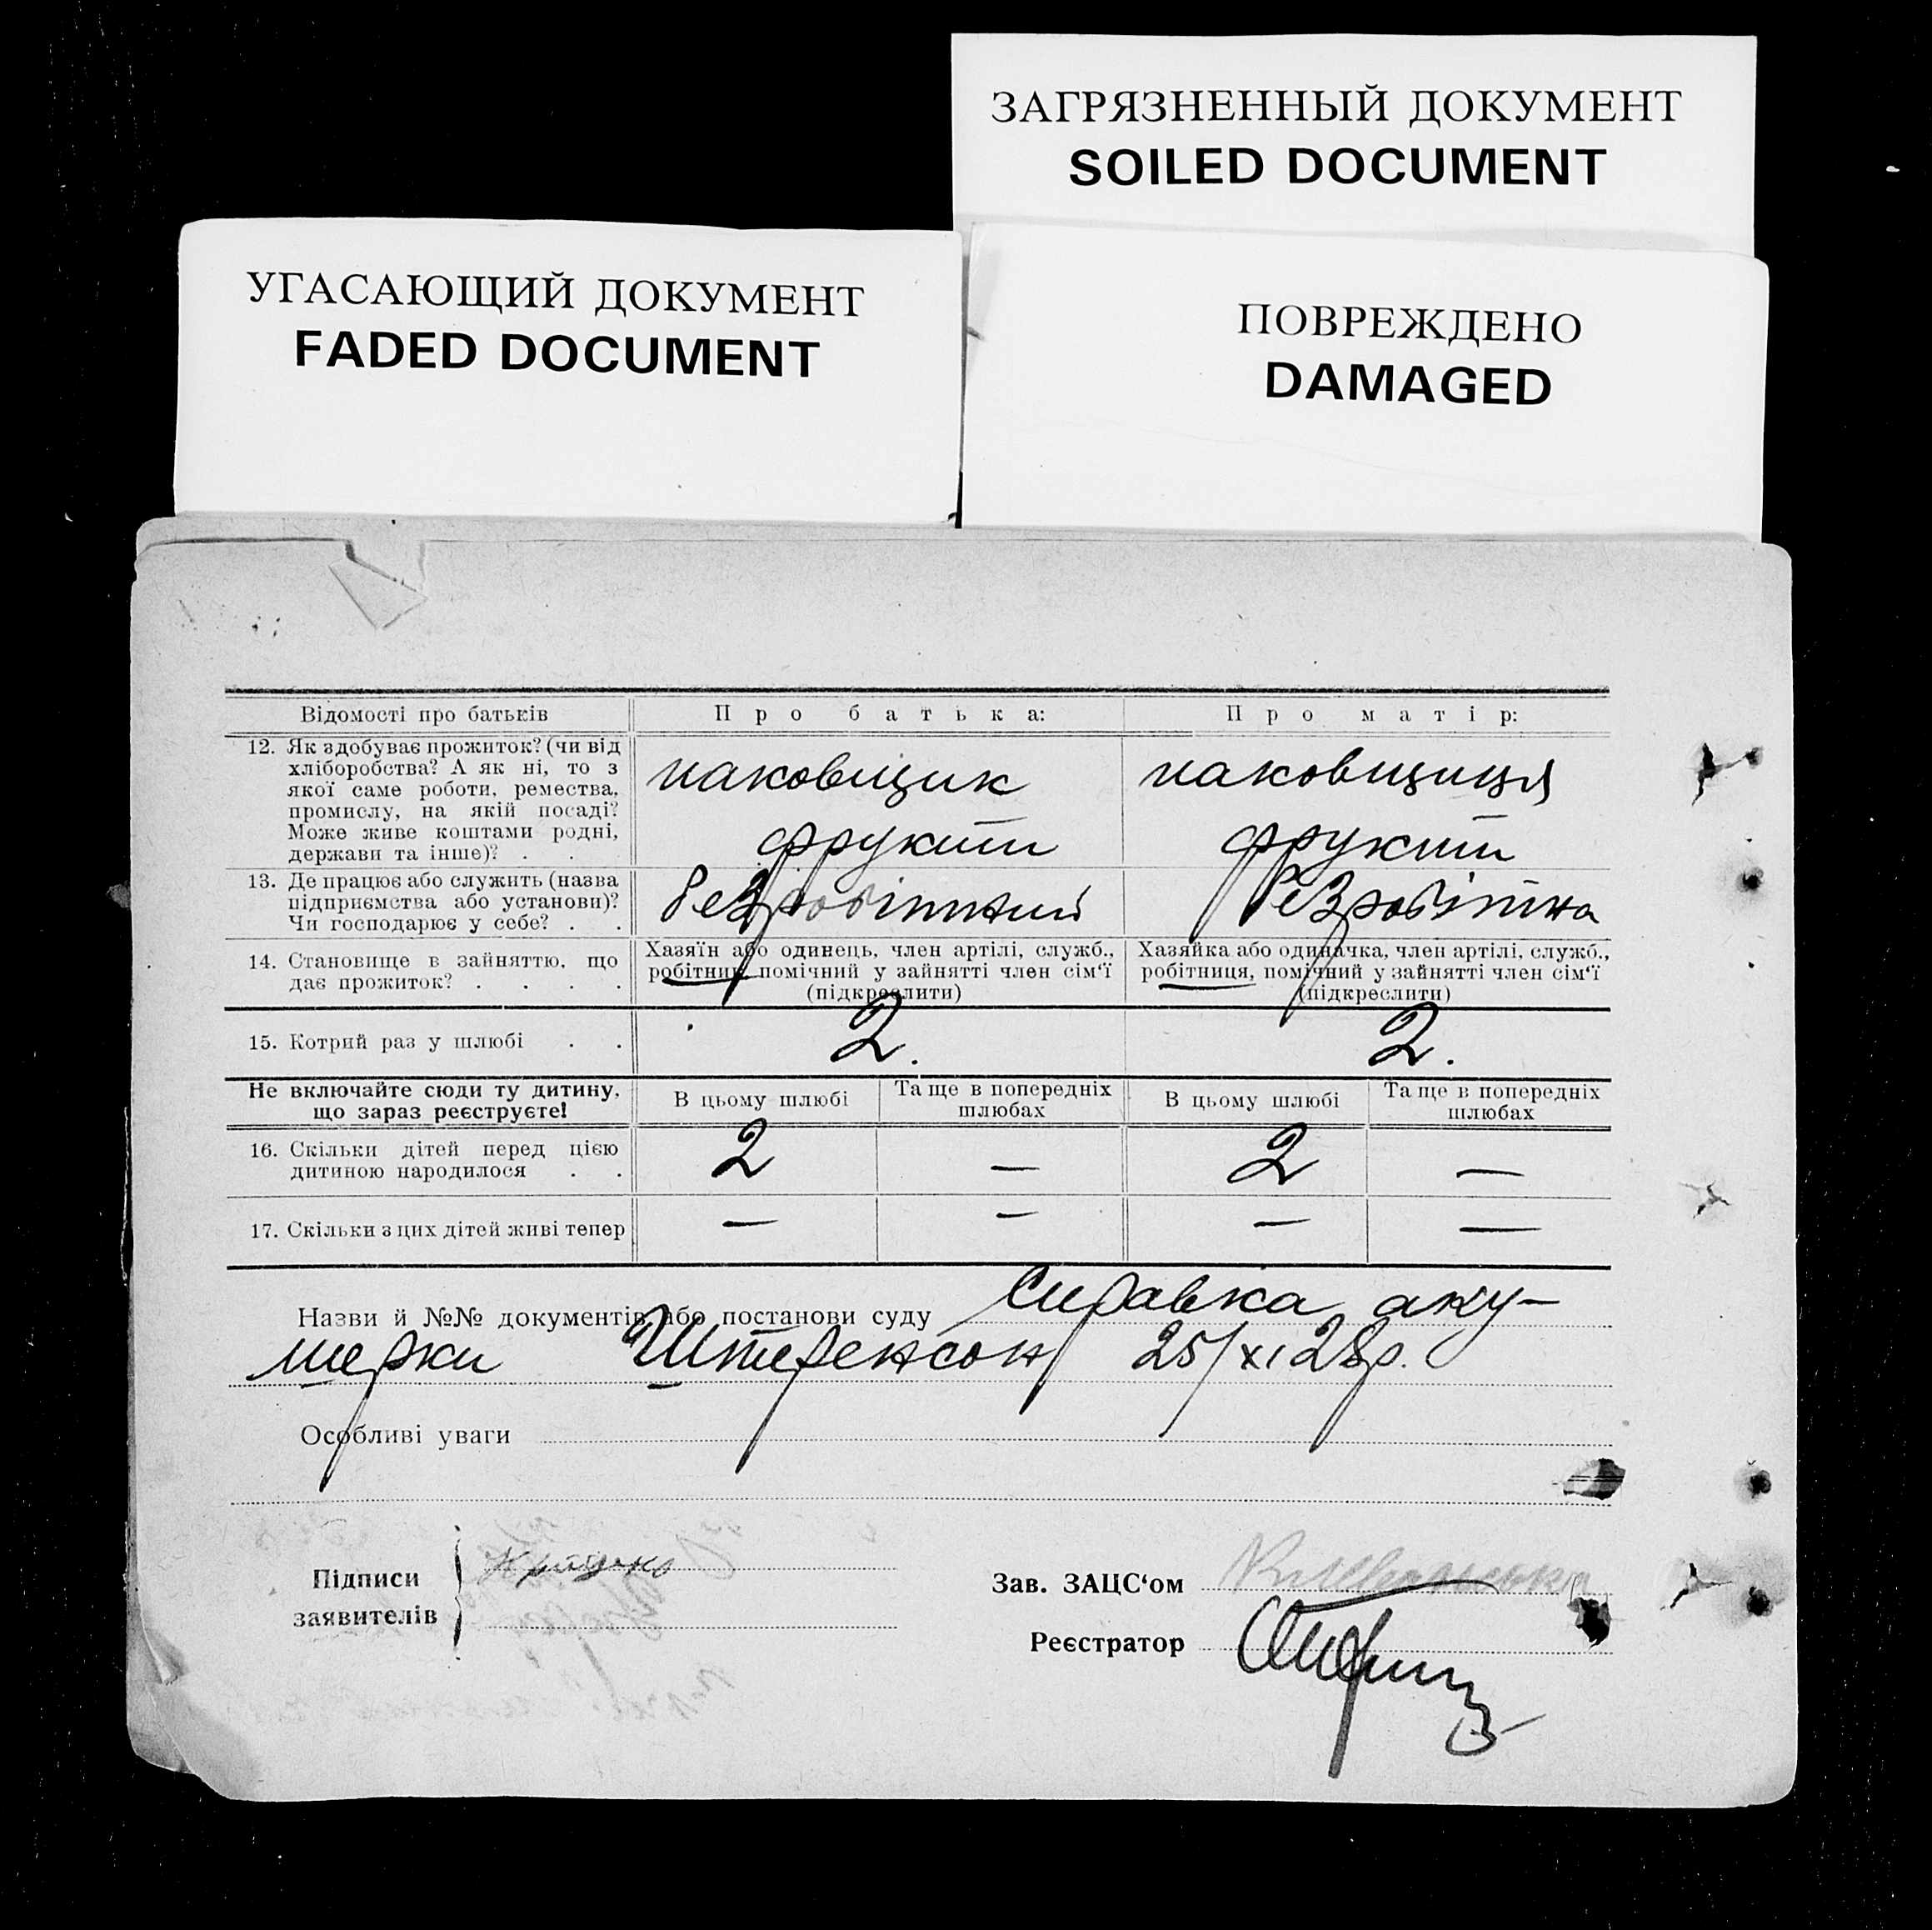 ЗАГРЯЗНЕННЫЙ ДОКУМЕНТ
SOILED DOCUMENT
УГАСАЮЩИЙ ДОКУМЕНТ
FADED DOCUMENT
ПОВРЕЖДЕНО
DAMAGED
Відомості про батьків
Про батька:
Про матір:
12. Як здобуває прожиток? (чи від
хліборобства? А як ні, то з
якої саме роботи, ремества,
промислу, на якій посаді?
Може живе коштами родні,
держави та інше)? . .
паковщик
фрукт
паковщиця
фрукт
13. Де працює або служить (назва
підприємства або установи)?
Чи господарює у себе? . .
безробітний
безробітна
14. Становище в зайняттю, що
дає прожиток? . . . .
Хазяїн або одинець, член артілі, служб.,
робітник, помічний у зайнятті член сім‘ї
(підкреслити)
Хазяйка або одиначка, член артілі, служб.,
робітниця, помічний у зайнятті член сім‘ї
(підкреслити)
15. Котрий раз у шлюбі . .
2.
2.
Не включайте сюди ту дитину,
що зараз реєструєте!
В цьому шлюбі
Та ще в попередніх
шлюбах
В цьому шлюбі
Та ще в попередніх
шлюбах
16. Скільки дітей перед цією
дитиною народилося . .
2
—
2
—
17. Скільки з цих дітей живі тепер
—
—
—
—
Назви й №№ документів або постанови суду Справка аку-
шерки Штеренсон 25/XI 28р.
Особливі уваги
Підписи
заявителів
Зав. ЗАЦС‘ом
Реєстратор